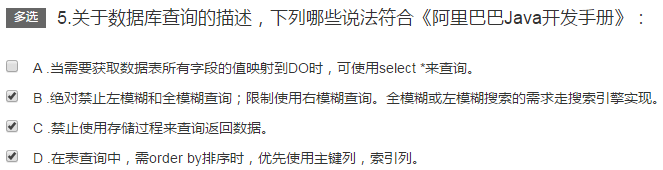 多选 5.关于数据库查询的描述，下列哪些说法符合《阿里巴巴Java开发手册》：
A .当需要获取数据表所有字段的值映射到DO时，可使用select *来查询。
B .绝对禁止左模糊和全模糊查询；限制使用右模糊查询。全模糊或左模糊搜索的需求走搜索引擎实现。
C .禁止使用存储过程来查询返回数据。
D .在表查询中，需order by排序时，优先使用主键列，索引列。